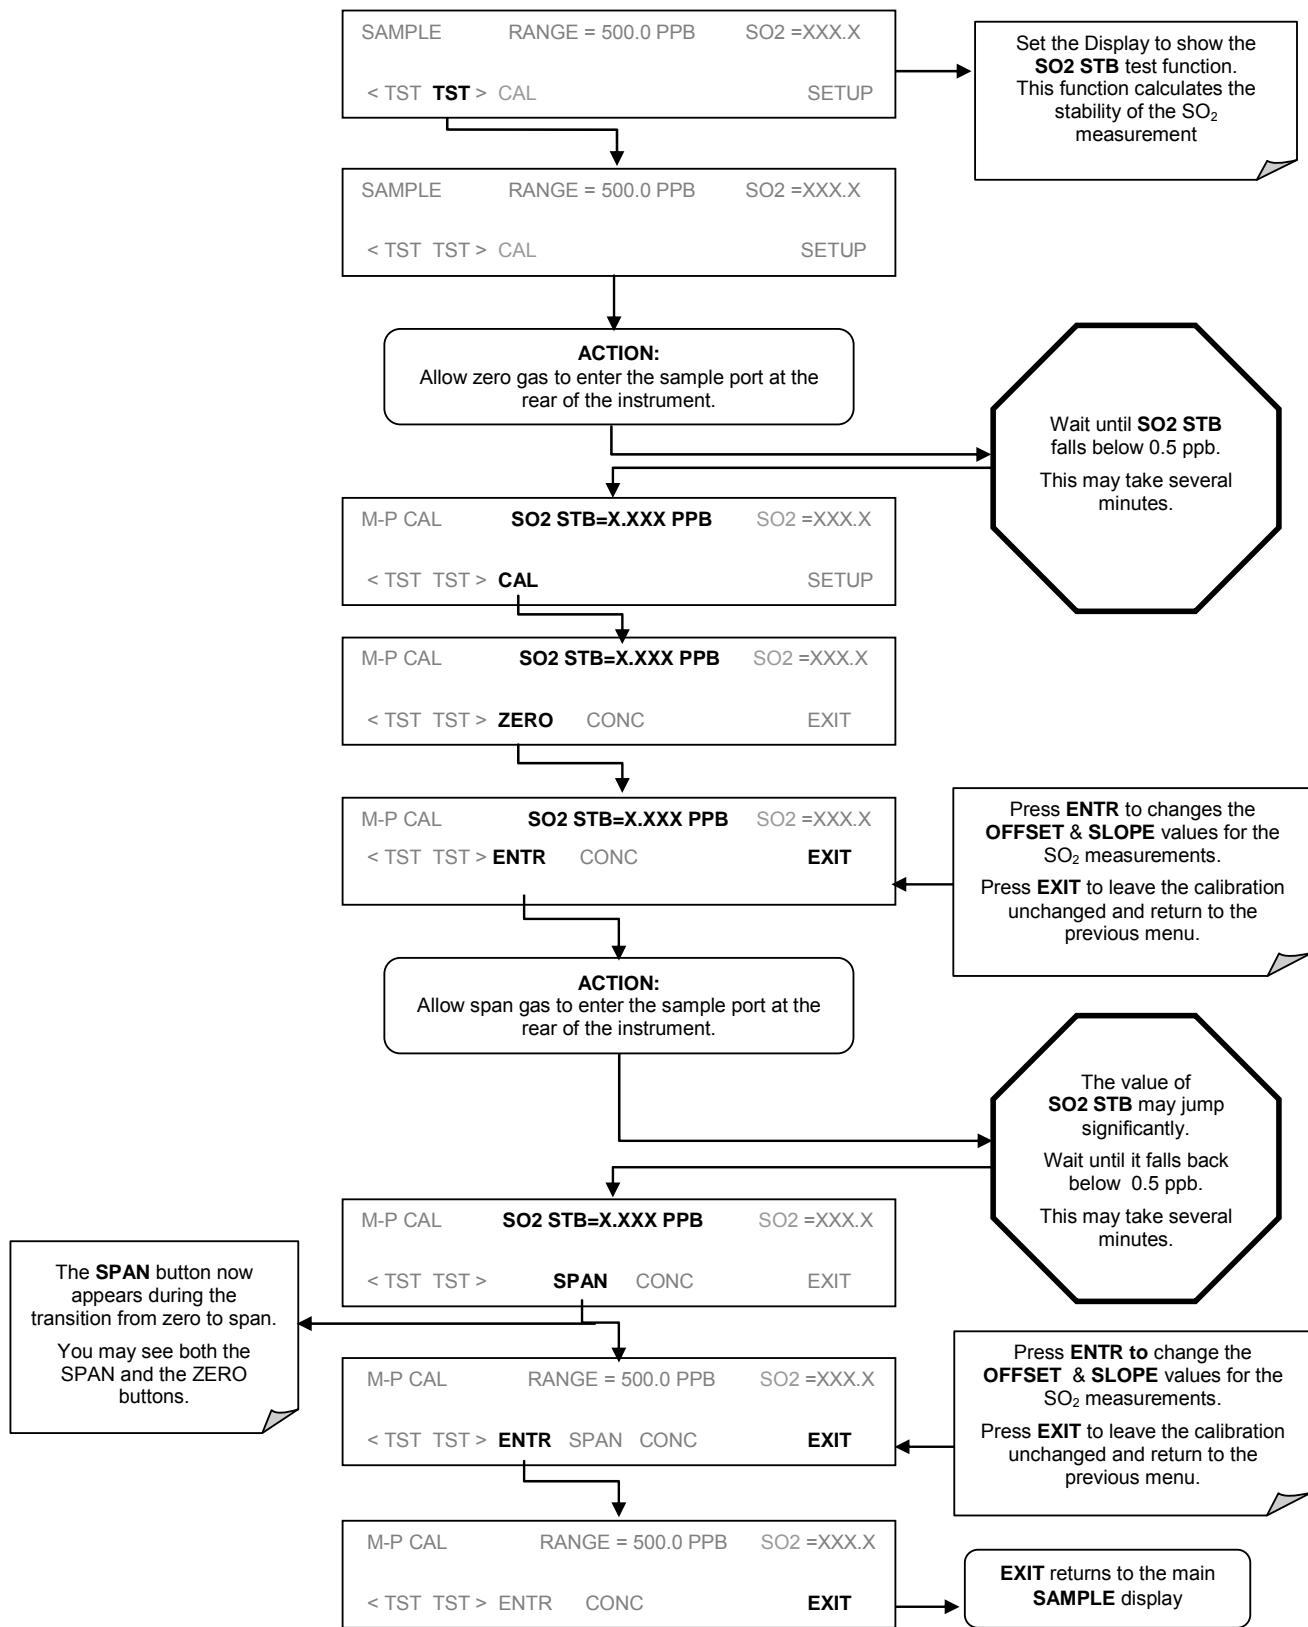 SAMPLE RANGE = 500.0 PPB SO2 =XXX.X
< TST TST > CAL SETUP
Set the Display to show the
SO2 STB test function.
This function calculates the
stability of the SO2
measurement
SAMPLE RANGE = 500.0 PPB SO2 =XXX.X
< TST TST > CAL SETUP
ACTION:
Allow zero gas to enter the sample port at the
rear of the instrument.
Wait until SO2 STB
falls below 0.5 ppb.
This may take several
minutes.
M-P CAL SO2 STB=X.XXX PPB SO2 =XXX.X
< TST TST > CAL SETUP
M-P CAL SO2 STB=X.XXX PPB SO2 =XXX.X
< TST TST > ZERO CONC EXIT
M-P CAL SO2 STB=X.XXX PPB SO2 =XXX.X
< TST TST > ENTR CONC EXIT
Press ENTR to changes the
OFFSET & SLOPE values for the
SO2 measurements.
Press EXIT to leave the calibration
unchanged and return to the
previous menu.
ACTION:
Allow span gas to enter the sample port at the
rear of the instrument.
The value of
SO2 STB may jump
significantly.
Wait until it falls back
below 0.5 ppb.
This may take several
minutes.
M-P CAL SO2 STB=X.XXX PPB SO2 =XXX.X
< TST TST > SPAN CONC EXIT
The SPAN button now
appears during the
transition from zero to span.
You may see both the
SPAN and the ZERO
buttons.
M-P CAL RANGE = 500.0 PPB SO2 =XXX.X
< TST TST > ENTR SPAN CONC EXIT
Press ENTR to change the
OFFSET & SLOPE values for the
SO2 measurements.
Press EXIT to leave the calibration
unchanged and return to the
previous menu.
M-P CAL RANGE = 500.0 PPB SO2 =XXX.X
< TST TST > ENTR CONC EXIT
EXIT returns to the main
SAMPLE display